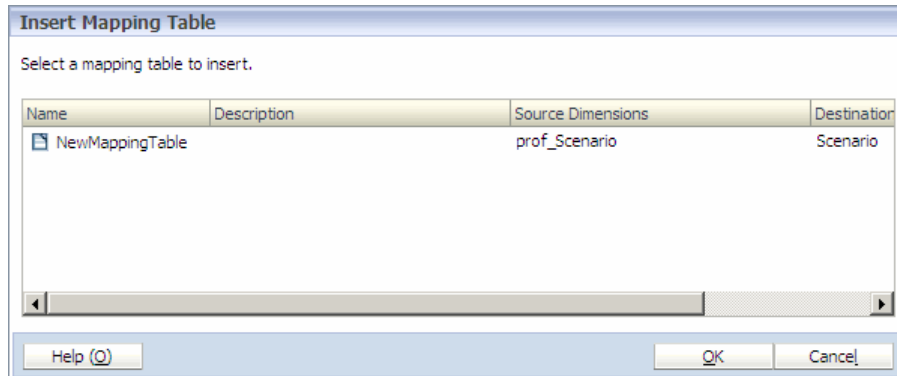 Insert Mapping Table
Select a mapping table to insert.
Name Description Source Dimensions Destination
NewMappingTable prof_Scenario Scenario
Help (O) OK Cancel